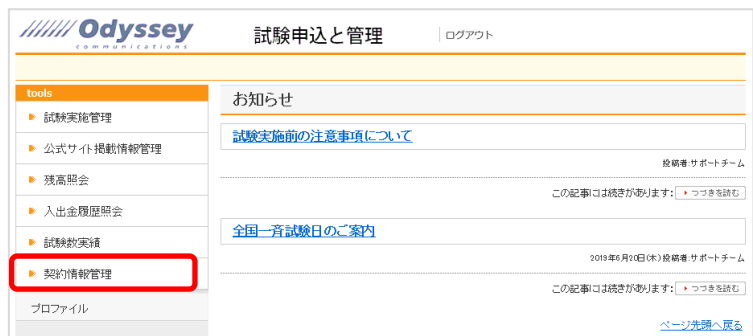 Odyssey
communications
試験申込と管理
ログアウト
tools
試験実施管理
公式サイト掲載情報管理
残高照会
入出金履歴照会
試験数実績
契約情報管理
プロファイル
お知らせ
試験実施前の注意事項について
投稿者:サポートチーム
この記事には続きがあります: つづきを読む
全国一斉試験日のご案内
2019年6月20日(木)投稿者:サポートチーム
この記事には続きがあります: つづきを読む
ページ先頭へ戻る